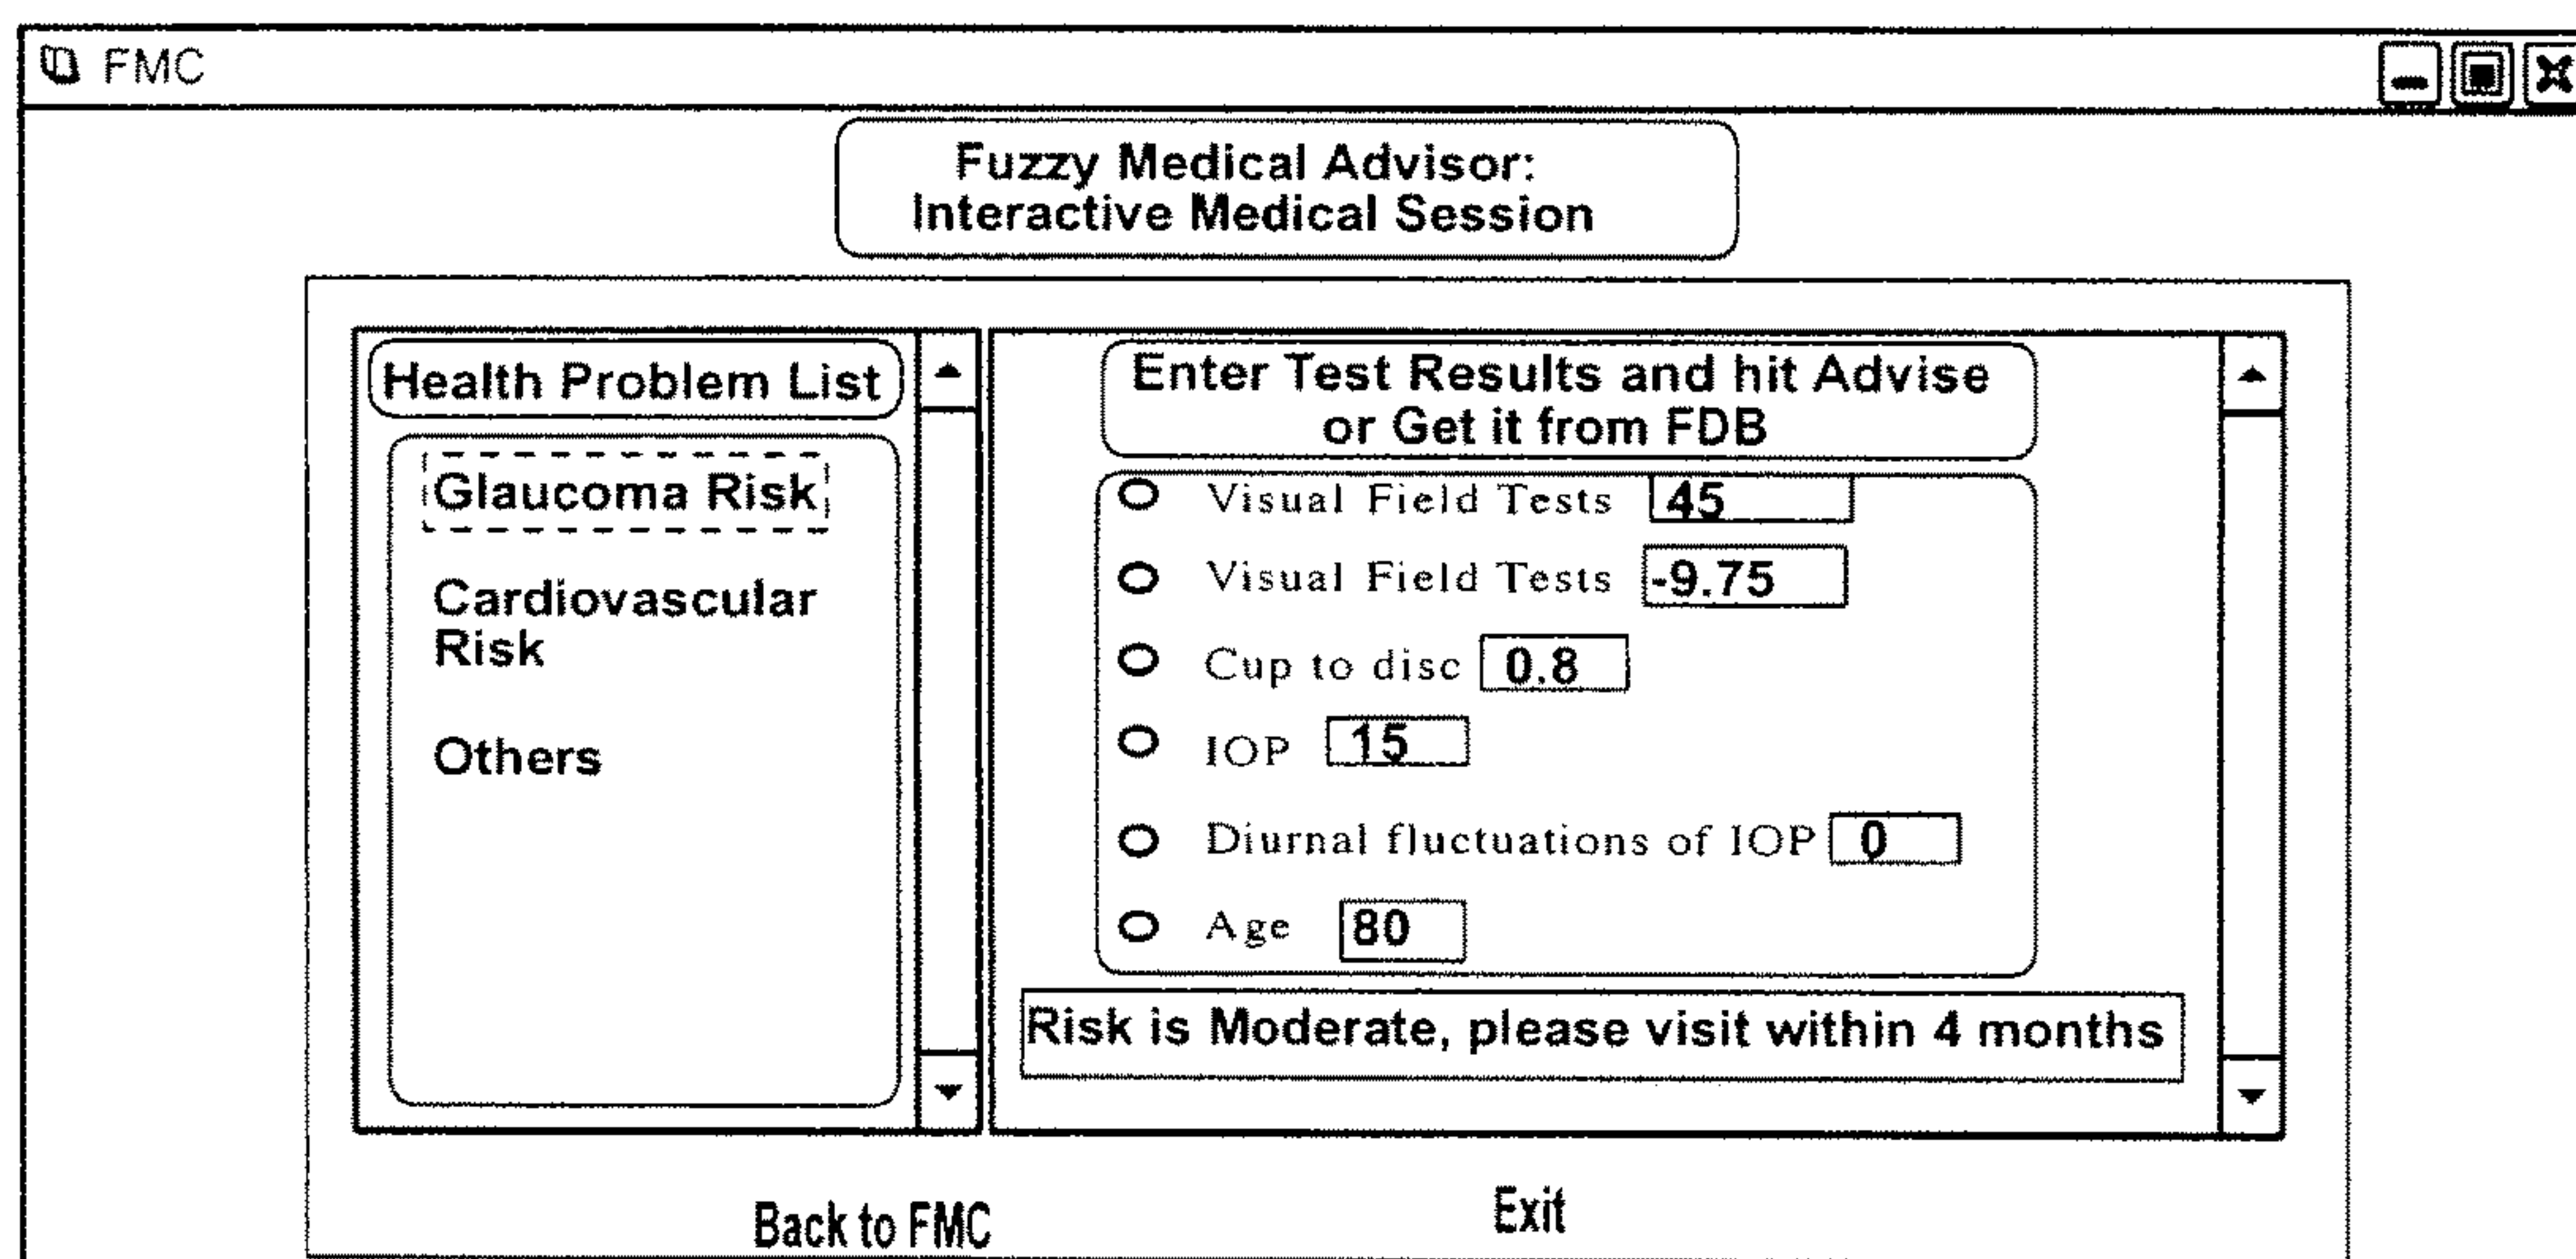 FMC
Fuzzy Medical Advisor:
Interactive Medical Session
Health Problem List
Glaucoma Risk
Cardiovascular
Risk
Others
Enter Test Results and hit Advise
or Get it from FDB
Visual Field Tests 45
Visual Field Tests -9.75
Cup to disc 0.8
IOP 15
Diurnal fluctuations of IOP 0
Age 80
Risk is Moderate, please visit within 4 months
Back to FMC
Exit